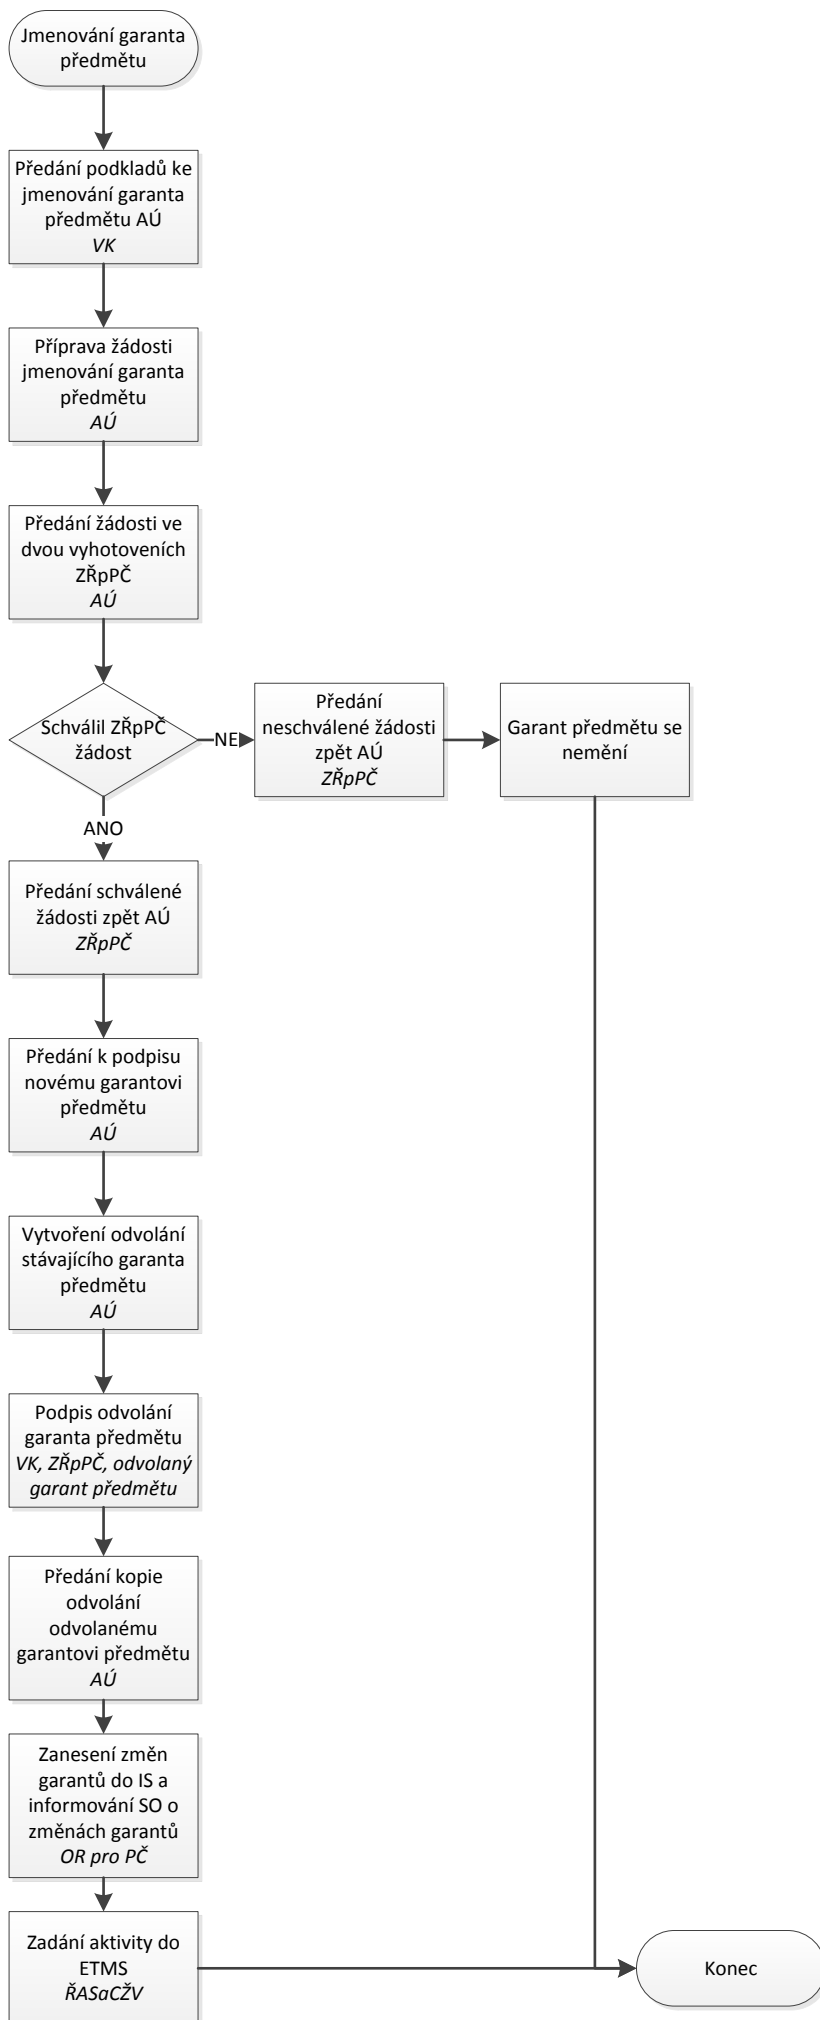 Jmenování garanta
předmětu
Předání podkladů ke
jmenování garanta
předmětu AÚ
VK
Příprava žádosti
jmenování garanta
předmětu
AÚ
Předání žádosti ve
dvou vyhotoveních
ZŘpPČ
AÚ
Schválil ZŘpPČ
žádost
NE
Předání
neschválené žádosti
zpět AÚ
ZŘpPČ
Garant předmětu se
nemění
ANO
Předání schválené
žádosti zpět AÚ
ZŘpPČ
Předání k podpisu
novému garantovi
předmětu
AÚ
Vytvoření odvolání
stávajícího garanta
předmětu
AÚ
Podpis odvolání
garanta předmětu
VK, ZŘpPČ, odvolaný
garant předmětu
Předání kopie
odvolání
odvolanému
garantovi předmětu
AÚ
Zanesení změn
garantů do IS a
informování SO o
změnách garantů
OR pro PČ
Zadání aktivity do
ETMS
ŘASaCŽV
Konec